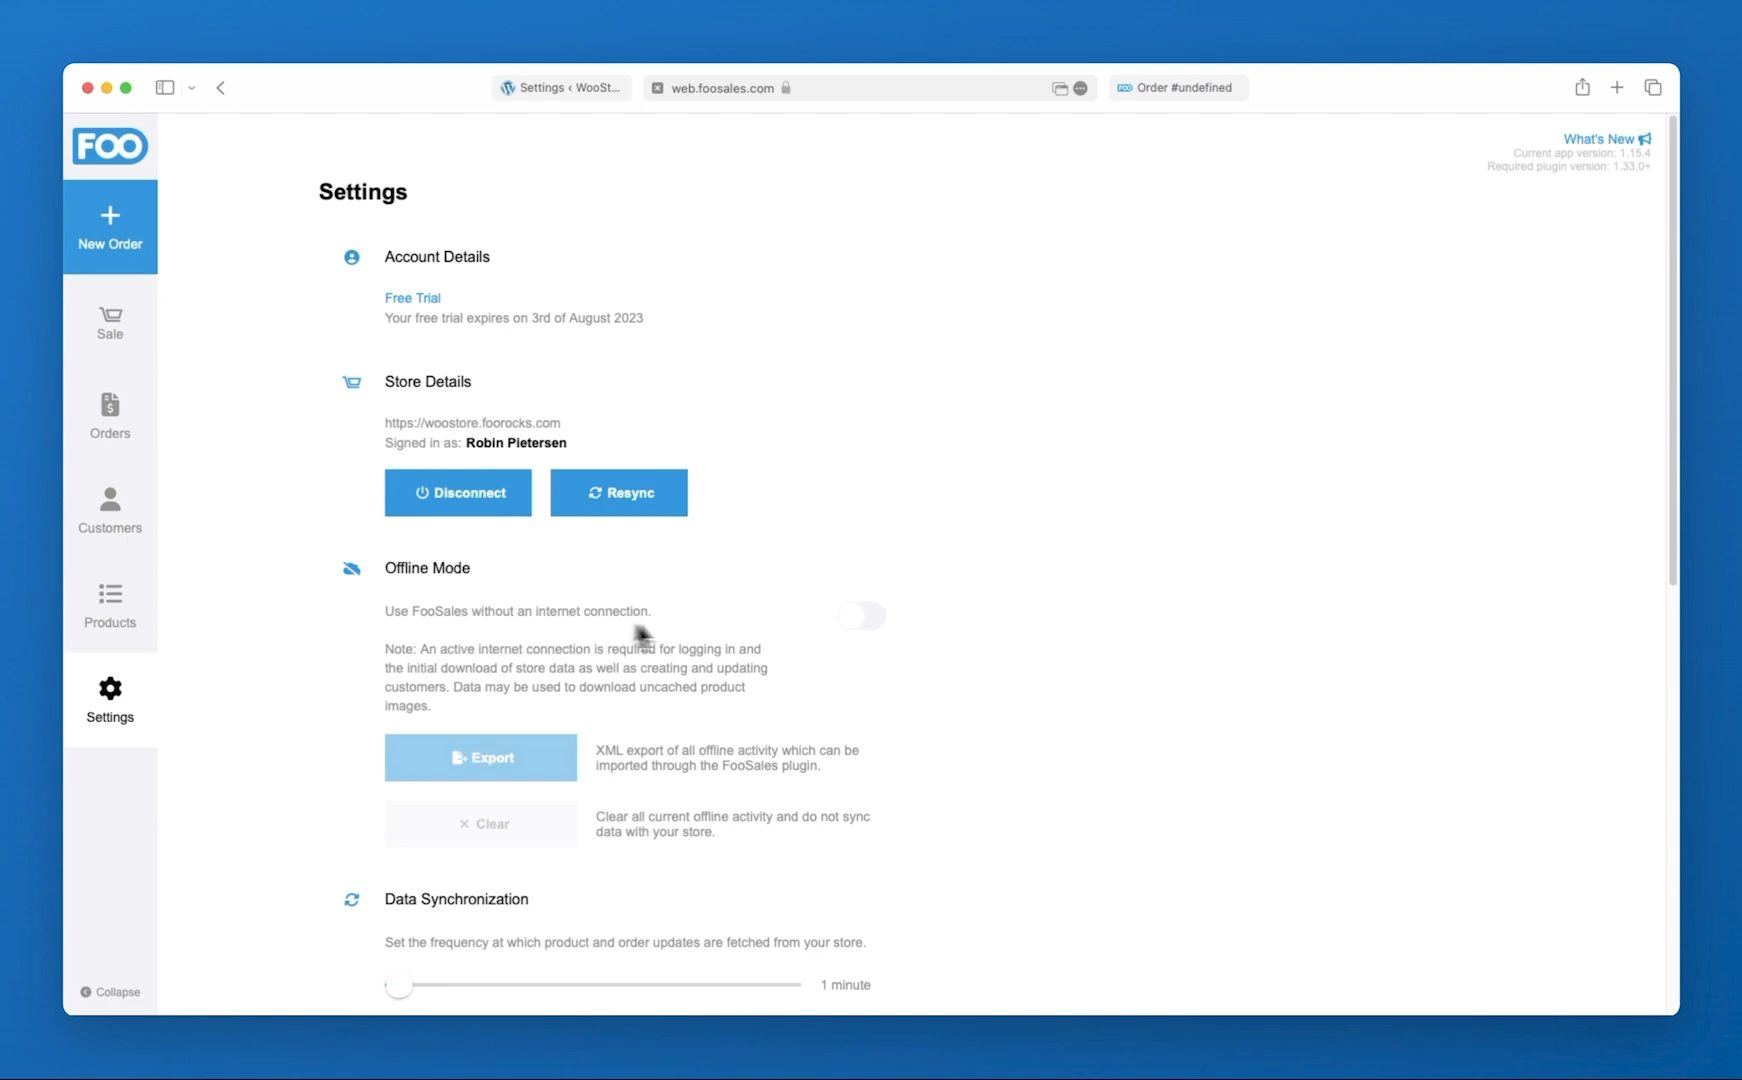 Settings ‹ WooSt...
web.foosales.com
FOO
Order #undefined
FOO
What's New
Current app version: 1.15.4
Required plugin version: 1.33.0+
New Order
Sale
Orders
Customers
Products
Settings
Collapse
Settings
Account Details
Free Trial
Your free trial expires on 3rd of August 2023
Store Details
https://woostore.foorocks.com
Signed in as: Robin Pietersen
Disconnect
Resync
Offline Mode
Use FooSales without an internet connection.
Note: An active internet connection is required for logging in and
the initial download of store data as well as creating and updating
customers. Data may be used to download uncached product
images.
Export
XML export of all offline activity which can be
imported through the FooSales plugin.
Clear
Clear all current offline activity and do not sync
data with your store.
Data Synchronization
Set the frequency at which product and order updates are fetched from your store.
1 minute